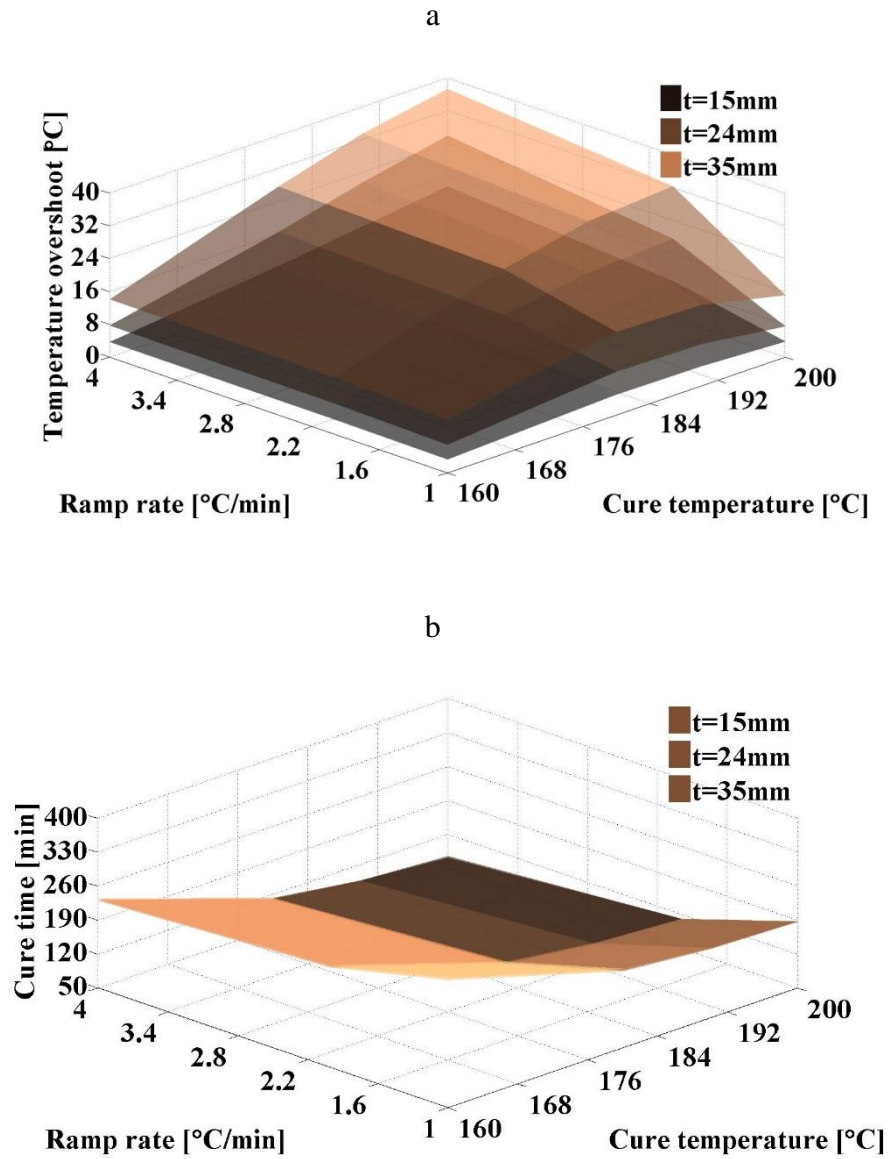 a
t=15mm
t=24mm
t=35mm
Temperature overshoot [°C]
40
32
24
16
8
0
4
3.4
2.8
2.2
1.6
1
160
168
176
184
192
200
Ramp rate [°C/min]
Cure temperature [°C]
b
t=15mm
t=24mm
t=35mm
Cure time [min]
400
330
260
190
120
50
4
3.4
2.8
2.2
1.6
1
160
168
176
184
192
200
Ramp rate [°C/min]
Cure temperature [°C]